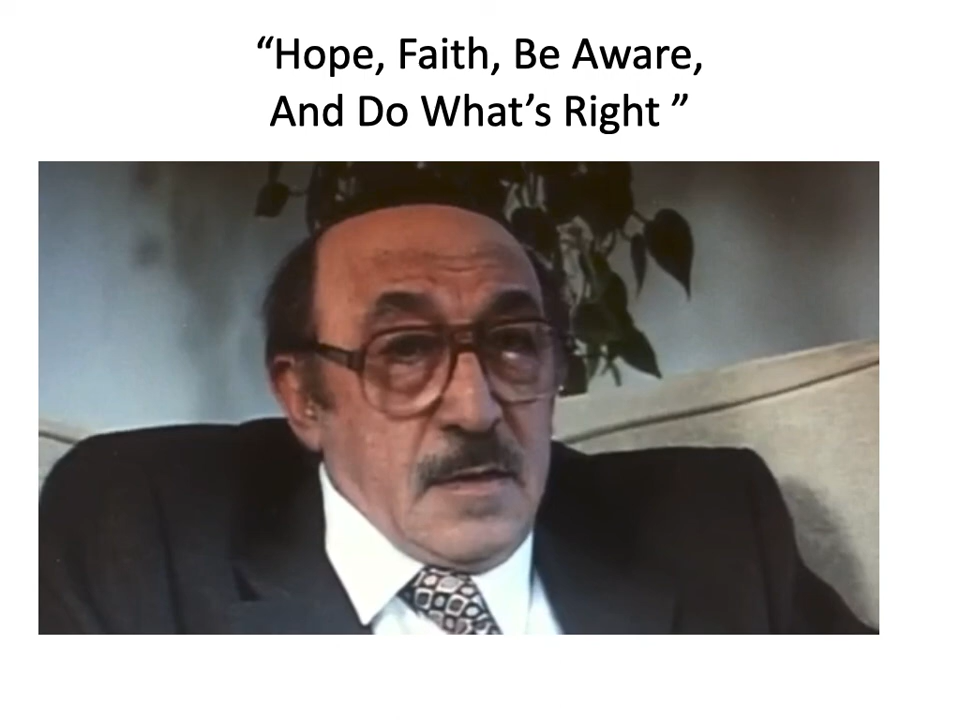 “Hope, Faith, Be Aware,
And Do What’s Right ”